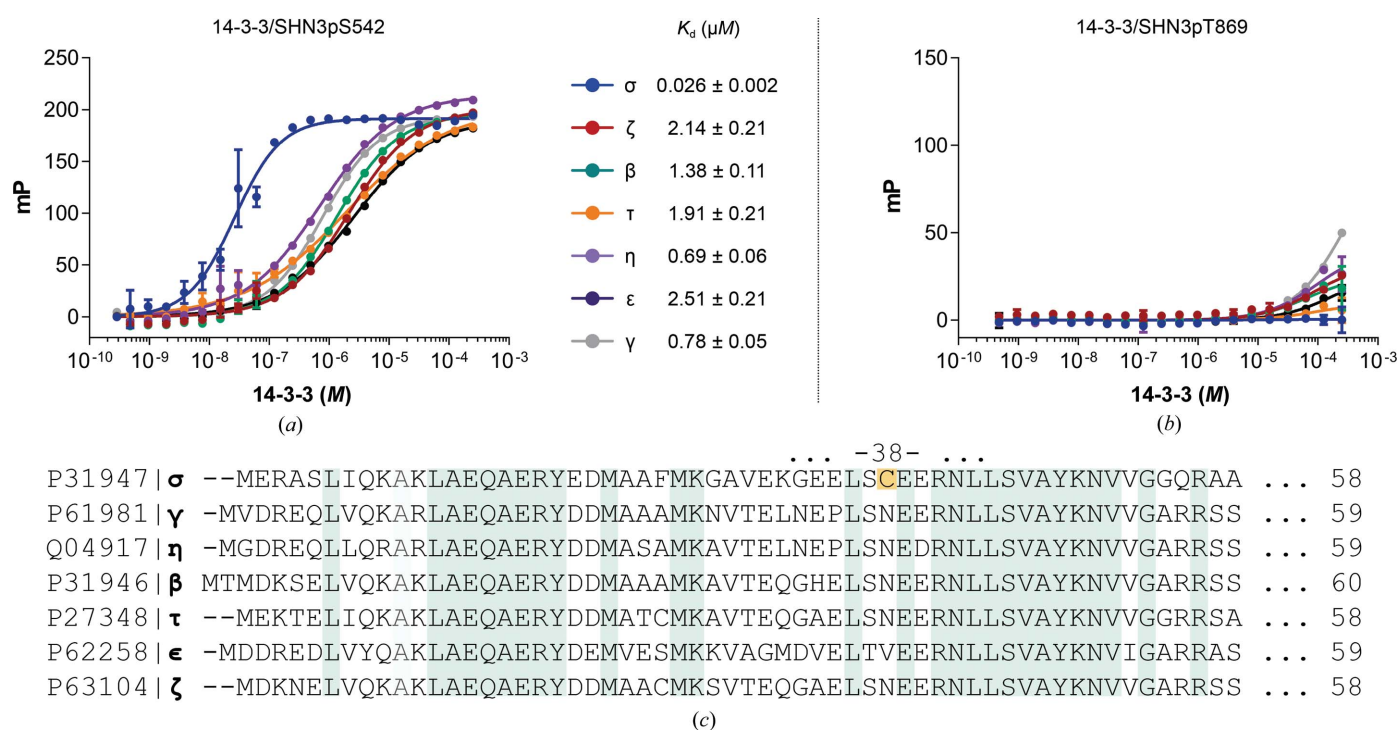 14-3-3/SHN3pS542
Kd (µM)
14-3-3/SHN3pT869
250
200
150
100
50
0
mP
10-10 10-9 10-8 10-7 10-6 10-5 10-4 10-3
14-3-3 (M)
(a)
σ 0.026 ± 0.002
ζ 2.14 ± 0.21
β 1.38 ± 0.11
τ 1.91 ± 0.21
η 0.69 ± 0.06
ε 2.51 ± 0.21
γ 0.78 ± 0.05
150
100
50
0
mP
10-10 10-9 10-8 10-7 10-6 10-5 10-4 10-3
14-3-3 (M)
(b)
... -38- ...
P31947|σ --MERASLIQKAKLAEQAERYEDMAAFMKGAVEKGEELSCEERNLLSVAYKNVVGGQRAA ... 58
P61981|γ -MVDREQLVQKARLAEQAERYDDMAAAMKNVTELNEPLSNEERNLLSVAYKNVVGARRSS ... 59
Q04917|η -MGDREQLLQRARLAEQAERYDDMASAMKAVTELNEPLSNEDRNLLSVAYKNVVGARRSS ... 59
P31946|β MTMDKSELVQKAKLAEQAERYDDMAAAMKAVTEQGHELSNEERNLLSVAYKNVVGARRSS ... 60
P27348|τ --MEKTELIQKAKLAEQAERYDDMATCMKAVTEQGAELSNEERNLLSVAYKNVVGGRRSA ... 58
P62258|ϵ -MDDREDLVYQAKLAEQAERYDEMVESMKKVAGMDVELTVEERNLLSVAYKNVIGARRAS ... 59
P63104|ζ --MDKNELVQKAKLAEQAERYDDMAACMKSVTEQGAELSNEERNLLSVAYKNVVGARRSS ... 58
(c)